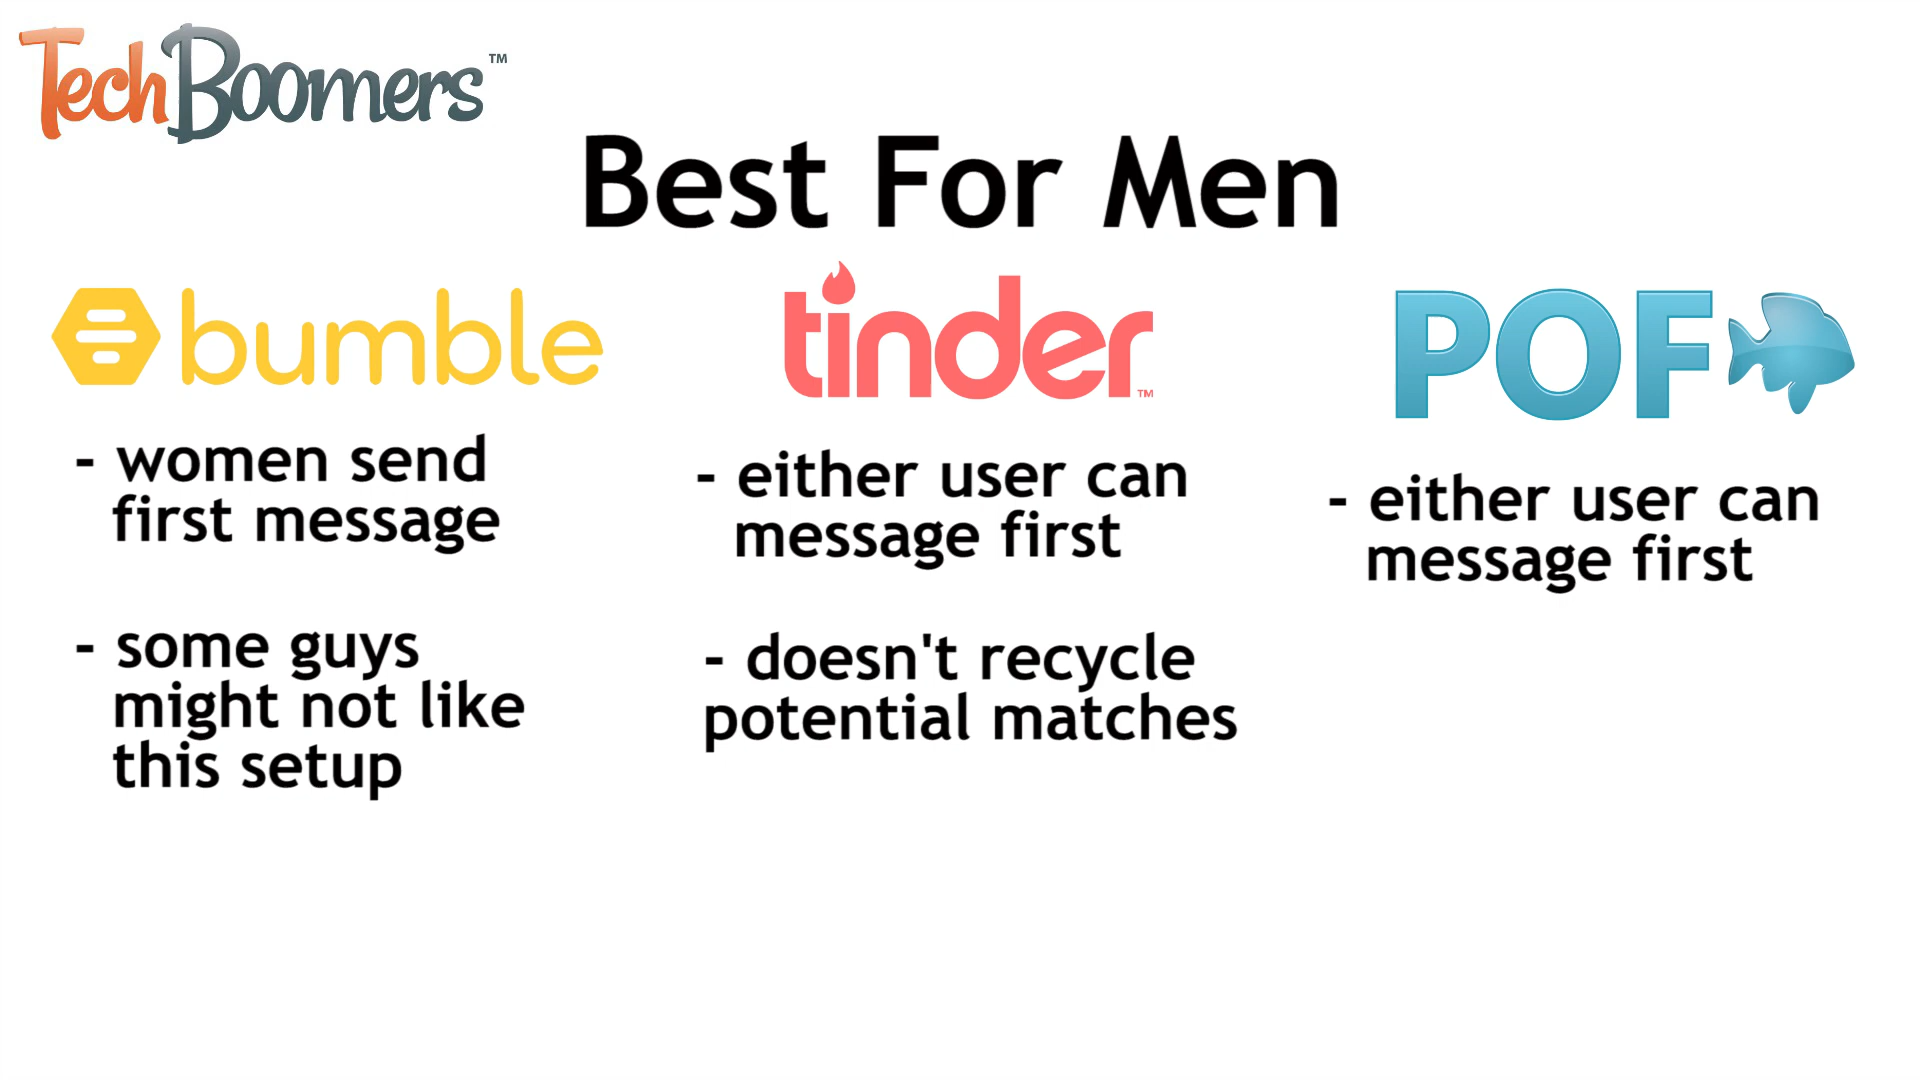 TechBoomers™
Best For Men
bumble
- women send
first message
- some guys
might not like
this setup
tinder™
- either user can
message first
- doesn't recycle
potential matches
POF
- either user can
message first